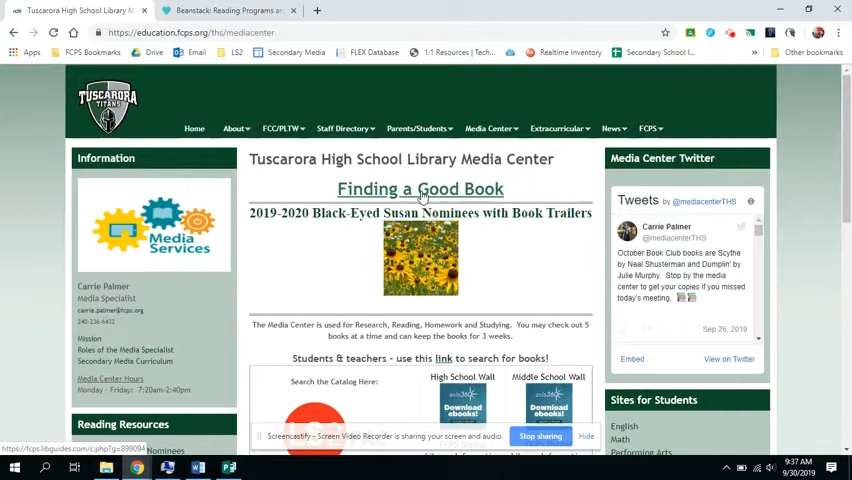 Tuscarora High School Library M
Beanstack: Reading Programs an
https://education.fcps.org/ths/mediacenter
Apps
FCPS Bookmarks
Drive
Email
LS2
Secondary Media
FLEX Database
1:1 Resources | Tech...
Realtime Inventory
Secondary School I...
Other bookmarks
TUSCARORA
TITANS
Home
About
FCC/PLTW
Staff Directory
Parents/Students
Media Center
Extracurricular
News
FCPS
Information
Media
Services
Carrie Palmer
Media Specialist
carrie.palmer@fcps.org
240-236-6432
Mission
Roles of the Media Specialist
Secondary Media Curriculum
Media Center Hours
Monday - Friday: 7:20am-2:40pm
Reading Resources
Nominees
https://fcps.libguides.com/c.php?g=899094
Tuscarora High School Library Media Center
Finding a Good Book
2019-2020 Black-Eyed Susan Nominees with Book Trailers
The Media Center is used for Research, Reading, Homework and Studying. You may check out 5
books at a time and can keep the books for 3 weeks.
Students & teachers - use this link to search for books!
Search the Catalog Here:
High School Wall
Middle School Wall
axis360
Download
ebooks!
axis360
Download
ebooks!
Screencastify - Screen Video Recorder is sharing your screen and audio.
Stop sharing
Hide
Media Center Twitter
Tweets by @mediacenterTHS
Carrie Palmer
@mediacenterTHS
October Book Club books are Scythe
by Neal Shusterman and Dumplin' by
Julie Murphy. Stop by the media
center to get your copies if you missed
today's meeting.
Sep 26, 2019
Embed
View on Twitter
Sites for Students
English
Math
Performing Arts
9:37 AM
9/30/2019